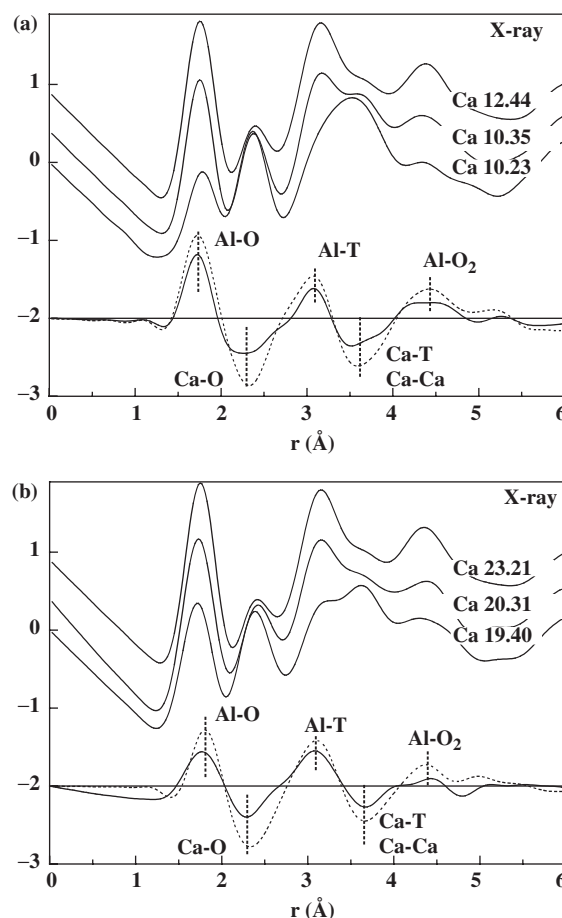 (a)
X-ray
1
Ca 12.44
Ca 10.35
0
Ca 10.23
−1
Al-O
Al-T
Al-O2
−2
Ca-O
Ca-T
Ca-Ca
−3
0 1 2 3 4 5 6
r (Å)
(b)
X-ray
1
Ca 23.21
Ca 20.31
0
Ca 19.40
−1
Al-O
Al-T
Al-O2
−2
Ca-O
Ca-T
Ca-Ca
−3
0 1 2 3 4 5 6
r (Å)